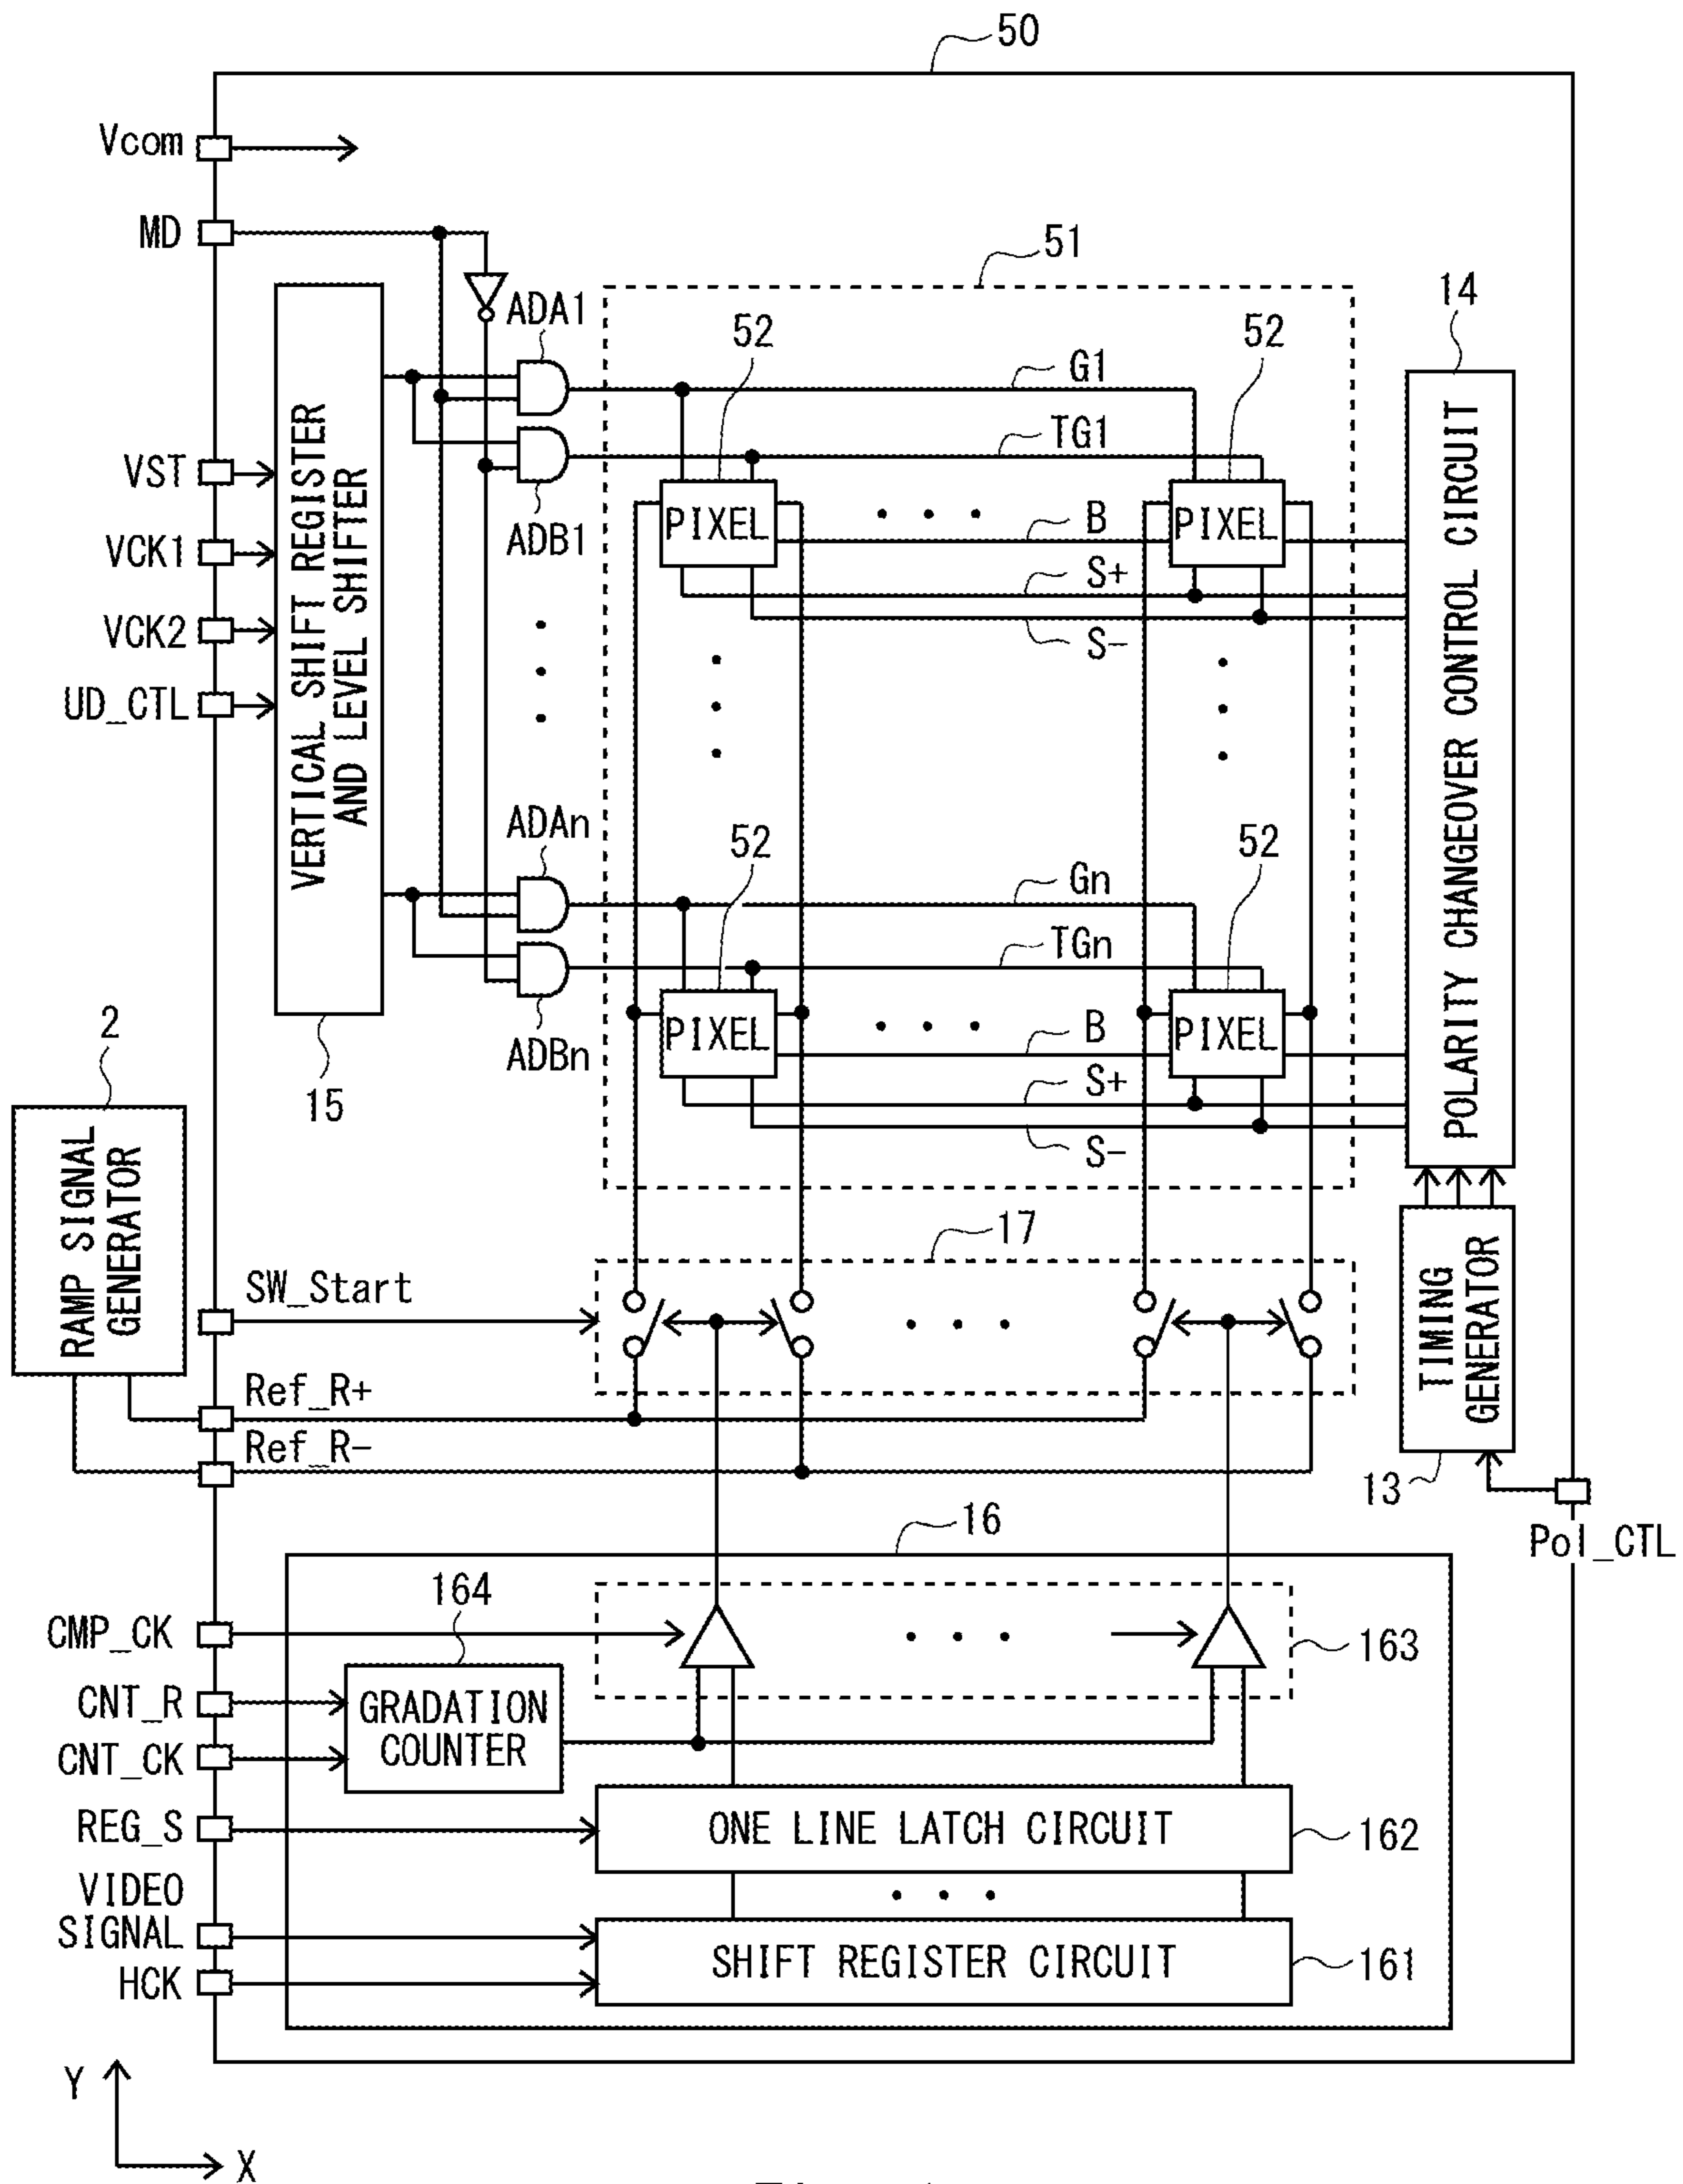 50
Vcom
MD
51
14
ADA1
52
52
G1
TG1
VST
PIXEL
PIXEL
B
ADB1
VCK1
S+
VCK2
S-
UD_CTL
VERTICAL SHIFT REGISTER
AND LEVEL SHIFTER
POLARITY CHANGEOVER CONTROL CIRCUIT
ADAn
52
52
Gn
TGn
PIXEL
PIXEL
B
ADBn
S+
S-
2
15
RAMP SIGNAL
GENERATOR
17
SW_Start
TIMING
GENERATOR
Ref_R+
Ref_R-
13
Pol_CTL
16
164
CMP_CK
163
CNT_R
GRADATION
COUNTER
CNT_CK
REG_S
ONE LINE LATCH CIRCUIT
162
VIDEO
SIGNAL
SHIFT REGISTER CIRCUIT
161
HCK
Y
X